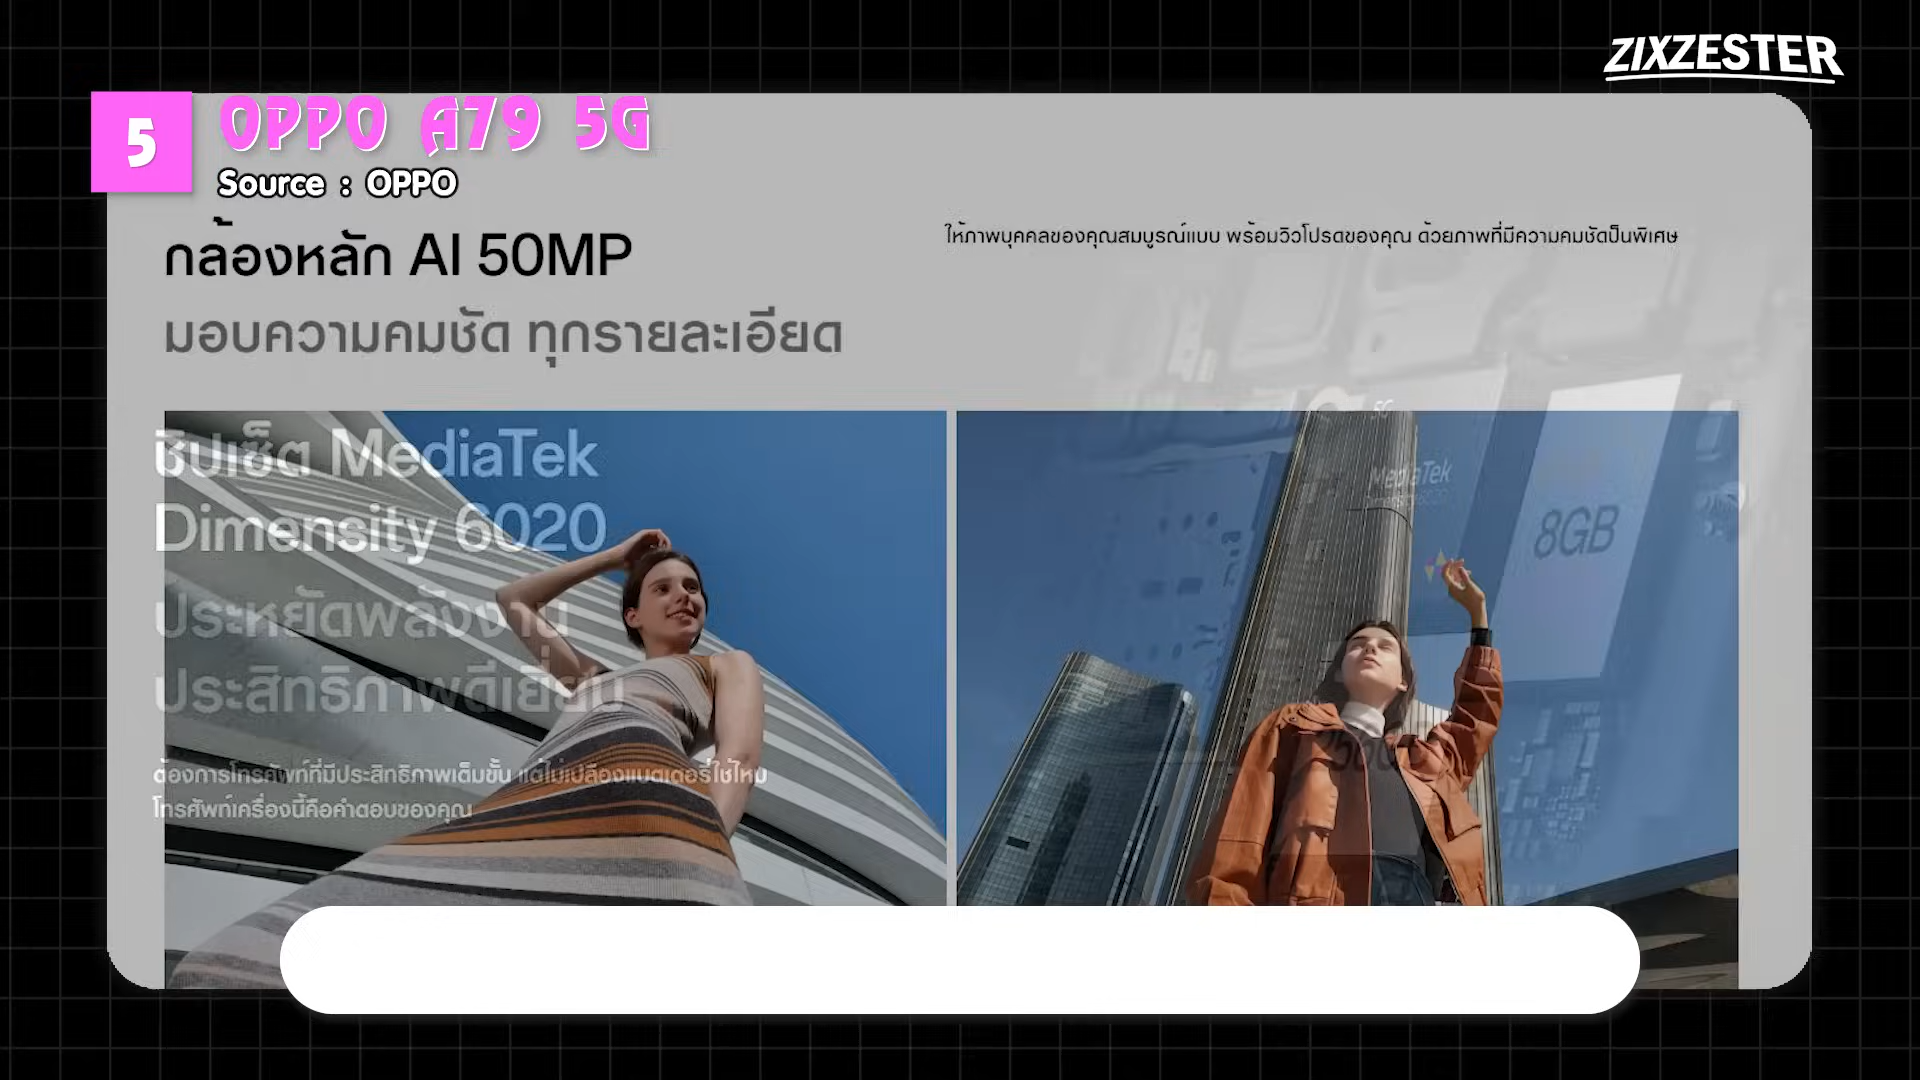 ZIXZESTER
5
OPPO A79 5G
Source : OPPO
กล้องหลัก AI 50MP
มอบความคมชัด ทุกรายละเอียด
ให้ภาพบุคคลของคุณสมบูรณ์แบบ พร้อมวิวโปรดของคุณ ด้วยภาพที่มีความคมชัดป็นพิเศษ
ชิปเซ็ต MediaTek
Dimensity 6020
ประหยัดพลังงาน
ประสิทธิภาพดีเยี่ยม
ต้องการโทรศัพท์ที่มีประสิทธิภาพเต็มขั้น แต่ไม่เปลืองแบตเตอรี่ใช่ไหม
โทรศัพท์เครื่องนี้คือคำตอบของคุณ
5G
MediaTek
8GB